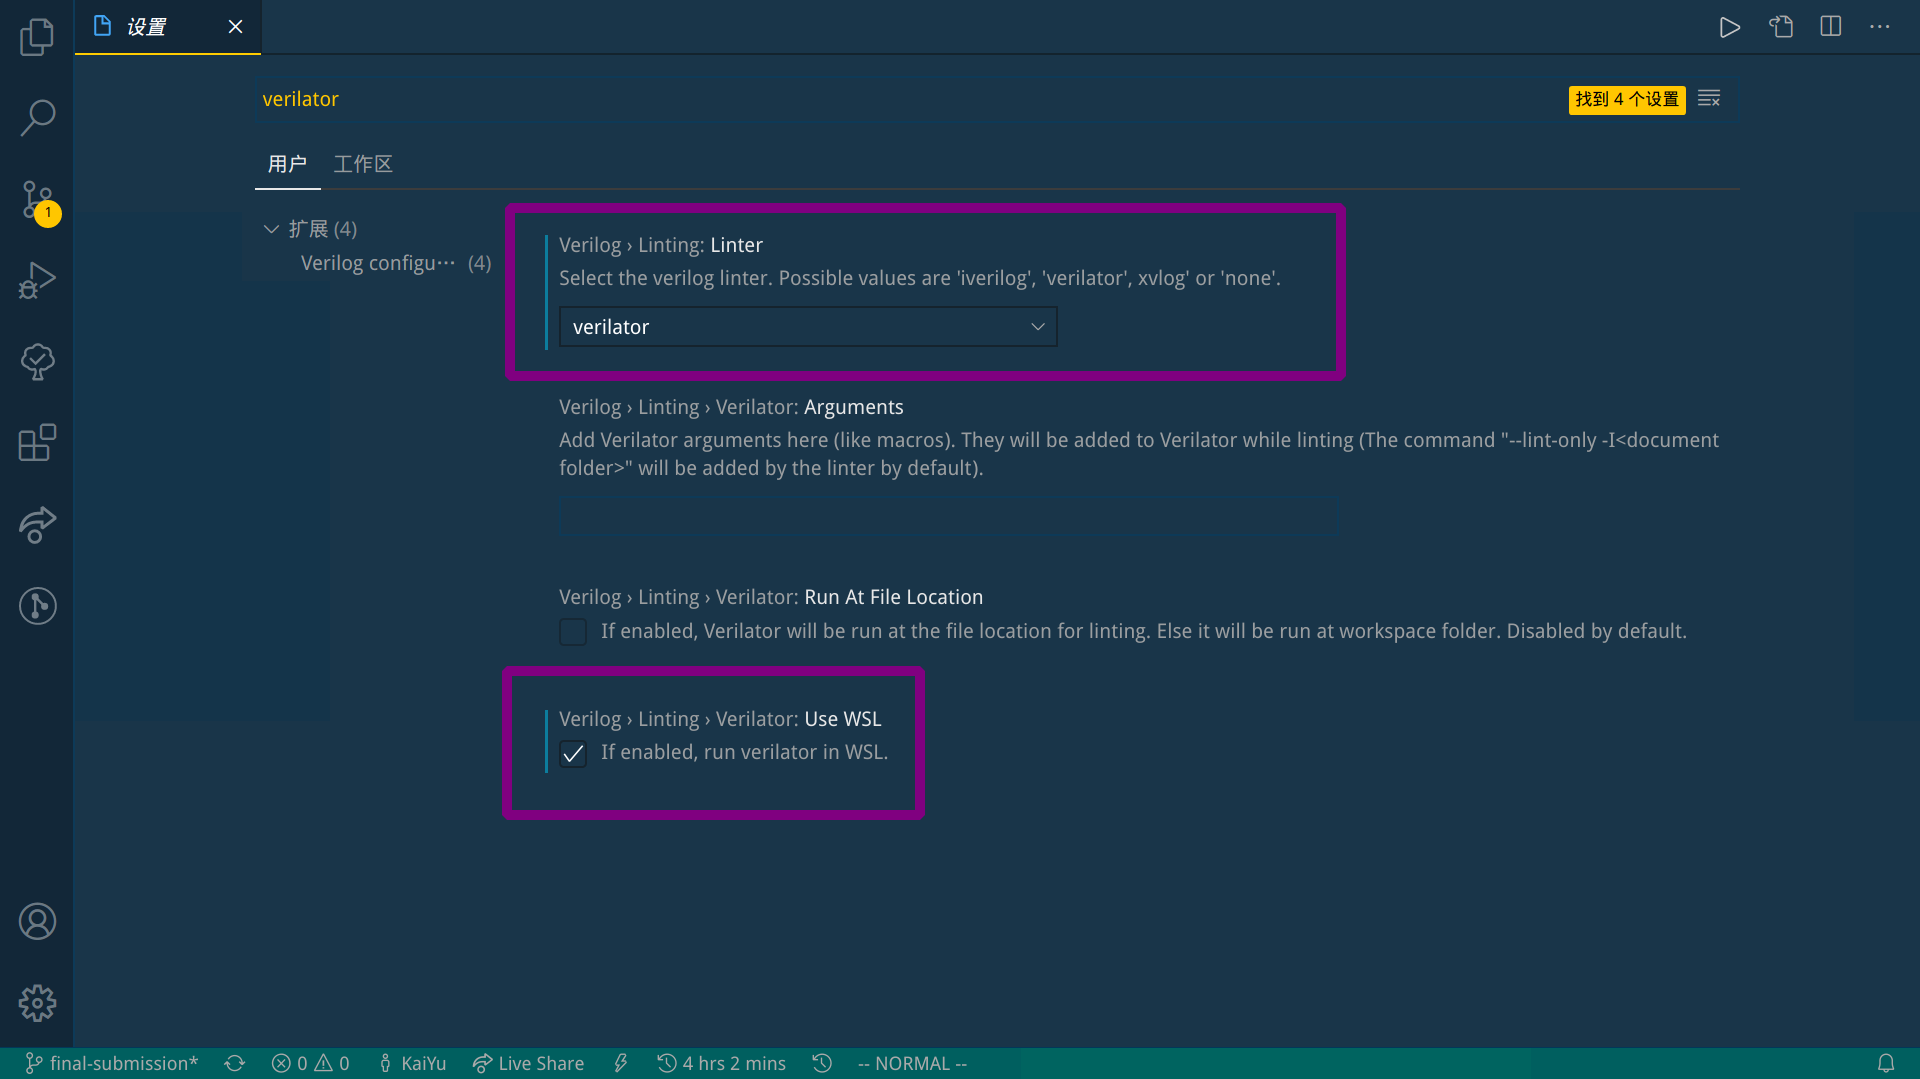 设置
verilator
找到 4 个设置
用户
工作区
扩展 (4)
Verilog configu··· (4)
Verilog › Linting: Linter
Select the verilog linter. Possible values are 'iverilog', 'verilator', xvlog' or 'none'.
verilator
Verilog › Linting › Verilator: Arguments
Add Verilator arguments here (like macros). They will be added to Verilator while linting (The command "--lint-only -I<document
folder>" will be added by the linter by default).
Verilog › Linting › Verilator: Run At File Location
If enabled, Verilator will be run at the file location for linting. Else it will be run at workspace folder. Disabled by default.
Verilog › Linting › Verilator: Use WSL
If enabled, run verilator in WSL.
1
final-submission* 0 0 KaiYu Live Share 4 hrs 2 mins -- NORMAL --